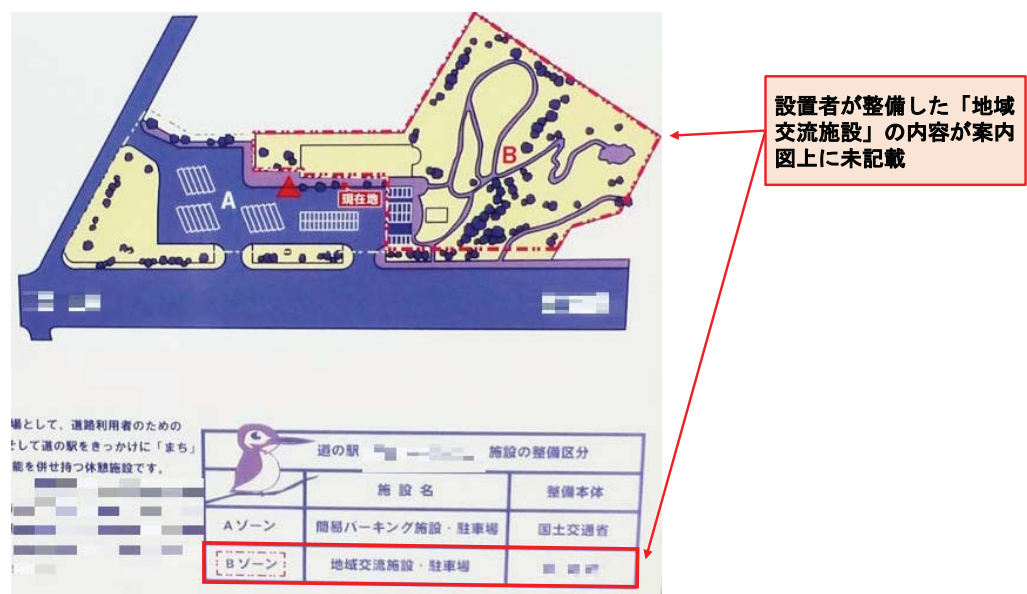 設置者が整備した「地域
交流施設」の内容が案内
図上に未記載
A
B
現在地
場として、道路利用者のための
そして道の駅をきっかけに「まち」
能を併せ持つ休憩施設です。
道の駅 施設の整備区分
施設名 整備本体
Aゾーン 簡易パーキング施設・駐車場 国土交通省
Bゾーン 地域交流施設・駐車場